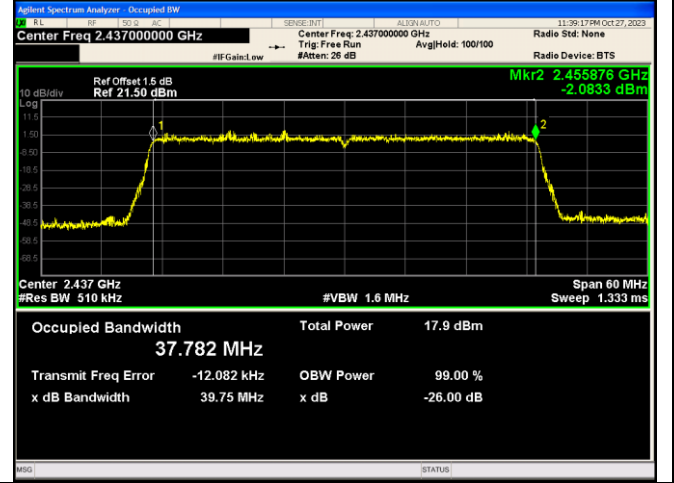 Agilent Spectrum Analyzer - Occupied BW
RL RF 50 Ω AC SENSE:INT ALIGN AUTO 11:39:17 PM Oct 27, 2023
Center Freq 2.437000000 GHz Center Freq: 2.437000000 GHz Radio Std: None
Trig: Free Run Avg|Hold: 100/100
#IFGain:Low #Atten: 26 dB Radio Device: BTS
Mkr2 2.455876 GHz
-2.0833 dBm
Ref Offset 1.5 dB
10 dB/div Ref 21.50 dBm
Log
11.5
1.50
-8.50
-18.5
-28.5
-38.5
-48.5
-58.5
-68.5
1
2
Center 2.437 GHz Span 60 MHz
#Res BW 510 kHz #VBW 1.6 MHz Sweep 1.333 ms
Occupied Bandwidth Total Power 17.9 dBm
37.782 MHz
Transmit Freq Error -12.082 kHz OBW Power 99.00 %
x dB Bandwidth 39.75 MHz x dB -26.00 dB
MSG STATUS